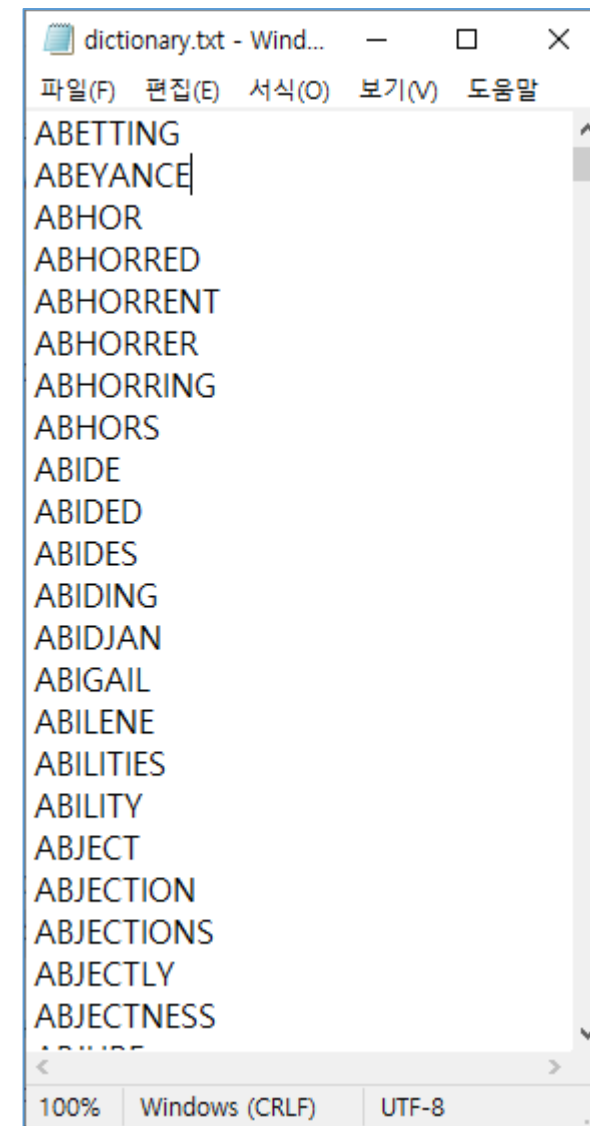 dictionary.txt - Wind...
파일(F) 편집(E) 서식(O) 보기(V) 도움말
ABETTING
ABEYANCE
ABHOR
ABHORRED
ABHORRENT
ABHORRER
ABHORRING
ABHORS
ABIDE
ABIDED
ABIDES
ABIDING
ABIDJAN
ABIGAIL
ABILENE
ABILITIES
ABILITY
ABJECT
ABJECTION
ABJECTIONS
ABJECTLY
ABJECTNESS
100% Windows (CRLF) UTF-8